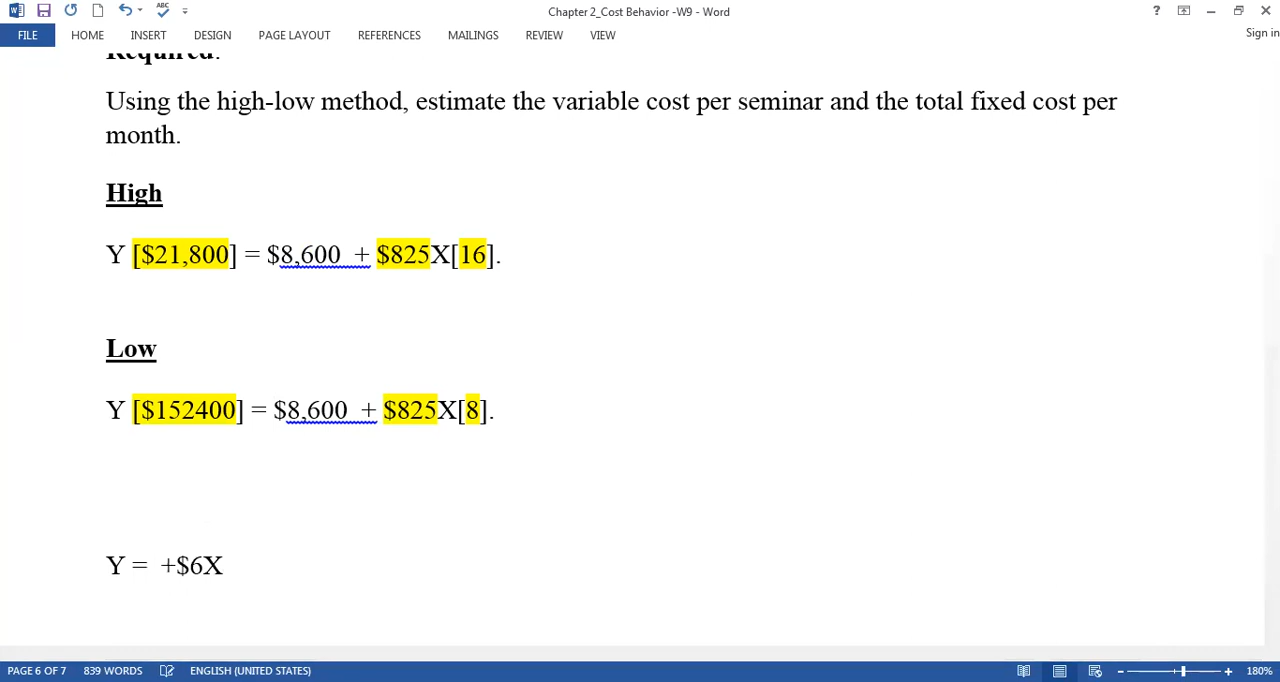 ABC
Chapter 2_Cost Behavior -W9 - Word
?
Sign in
FILE HOME INSERT DESIGN PAGE LAYOUT REFERENCES MAILINGS REVIEW VIEW
Required:
Using the high-low method, estimate the variable cost per seminar and the total fixed cost per
month.
High
Y [$21,800] = $8,600 + $825X[16].
Low
Y [$152400] = $8,600 + $825X[8].
Y = +$6X
PAGE 6 OF 7 839 WORDS ENGLISH (UNITED STATES) 180%